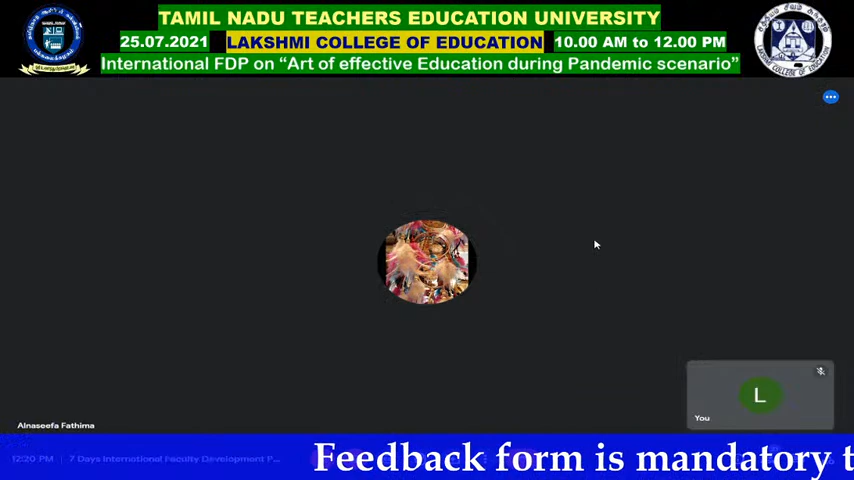 TAMIL NADU TEACHERS EDUCATION UNIVERSITY
25.07.2021 LAKSHMI COLLEGE OF EDUCATION 10.00 AM to 12.00 PM
International FDP on “Art of effective Education during Pandemic scenario”
L
You
Alnaseefa Fathima
12:20 PM | 7 Days International Faculty Development P...
Feedback form is mandatory t